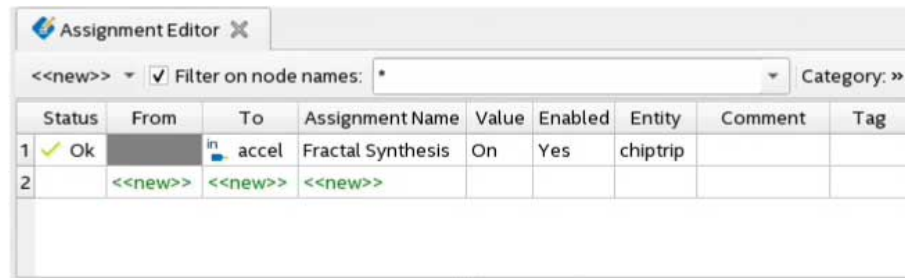 Assignment Editor
<<new>> Filter on node names: * Category: »
Status From To Assignment Name Value Enabled Entity Comment Tag
1 Ok in accel Fractal Synthesis On Yes chiptrip
2 <<new>> <<new>> <<new>>